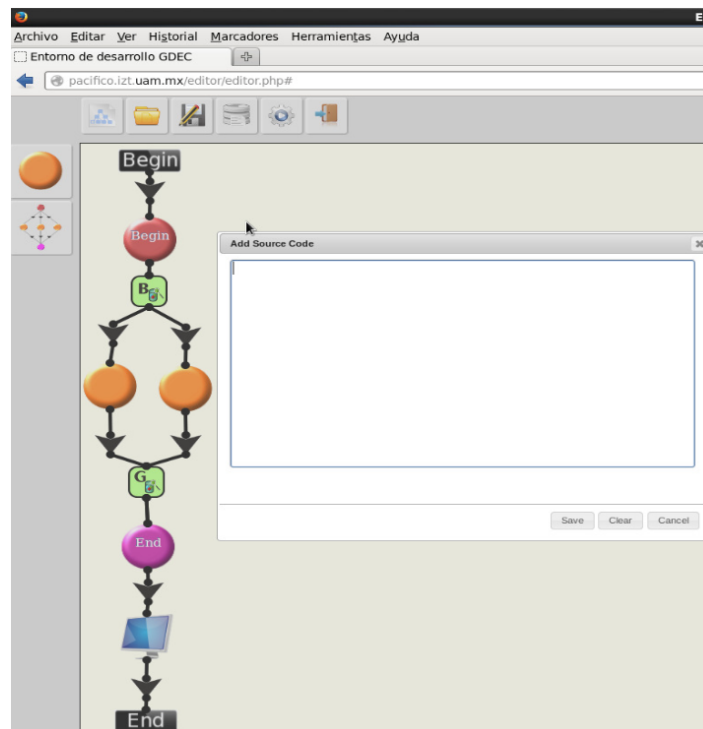 E
Archivo Editar Ver Historial Marcadores Herramientas Ayuda
Entorno de desarrollo GDEC
pacifico.izt.uam.mx/editor/editor.php#
Begin
Begin
Add Source Code
B
G
Save Clear Cancel
End
End